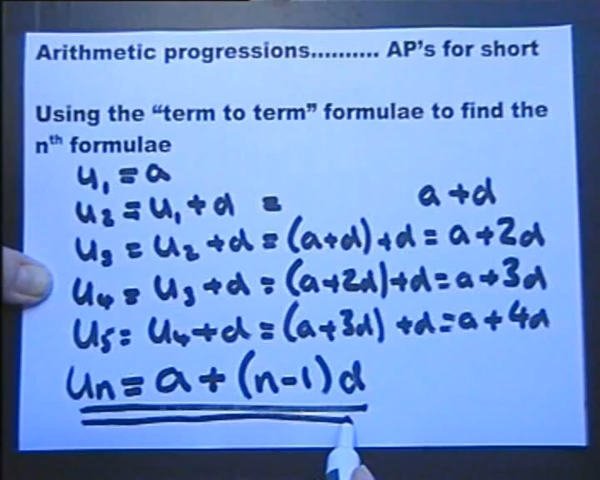 Arithmetic progressions.......... AP's for short
Using the “term to term” formulae to find the
nth formulae
u₁ = a
u₂ = u₁ + d = a + d
u₃ = u₂ + d = (a+d) + d = a + 2d
u₄ = u₃ + d = (a+2d) + d = a + 3d
u₅ = u₄ + d = (a+3d) + d = a + 4d
uₙ = a + (n-1)d